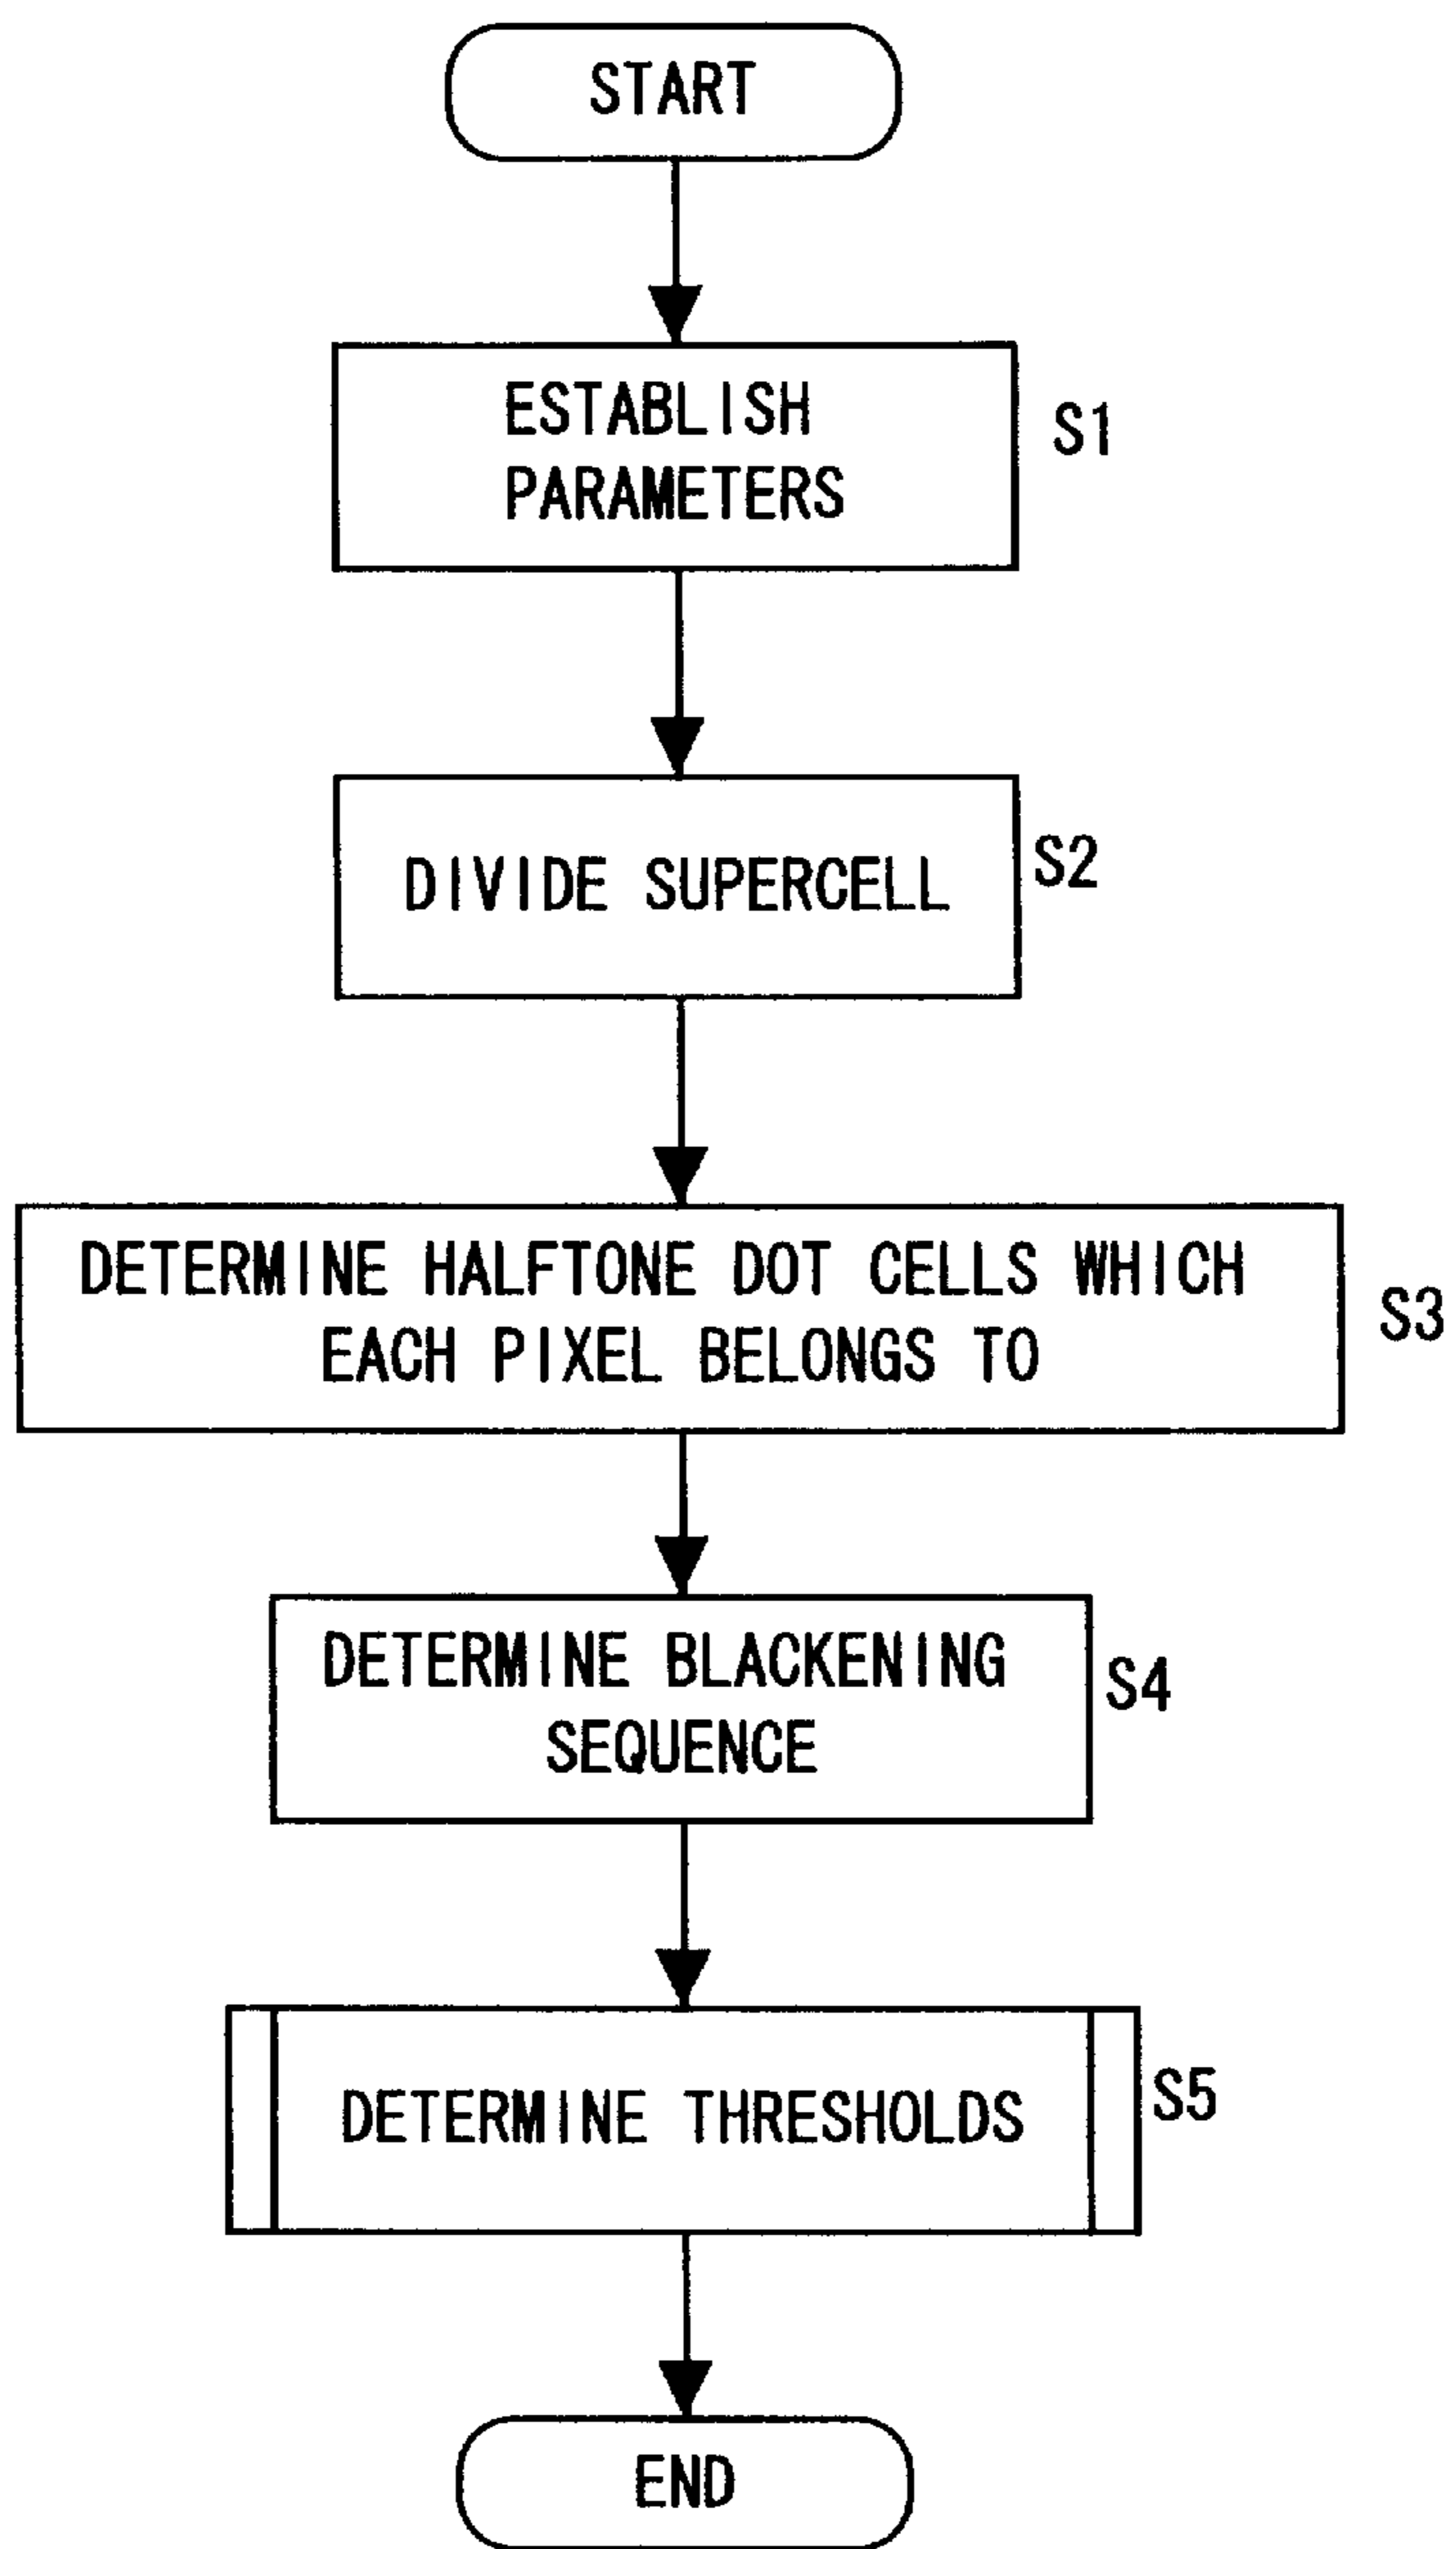 START
ESTABLISH
PARAMETERS
S1
DIVIDE SUPERCELL
S2
DETERMINE HALFTONE DOT CELLS WHICH
EACH PIXEL BELONGS TO
S3
DETERMINE BLACKENING
SEQUENCE
S4
DETERMINE THRESHOLDS
S5
END